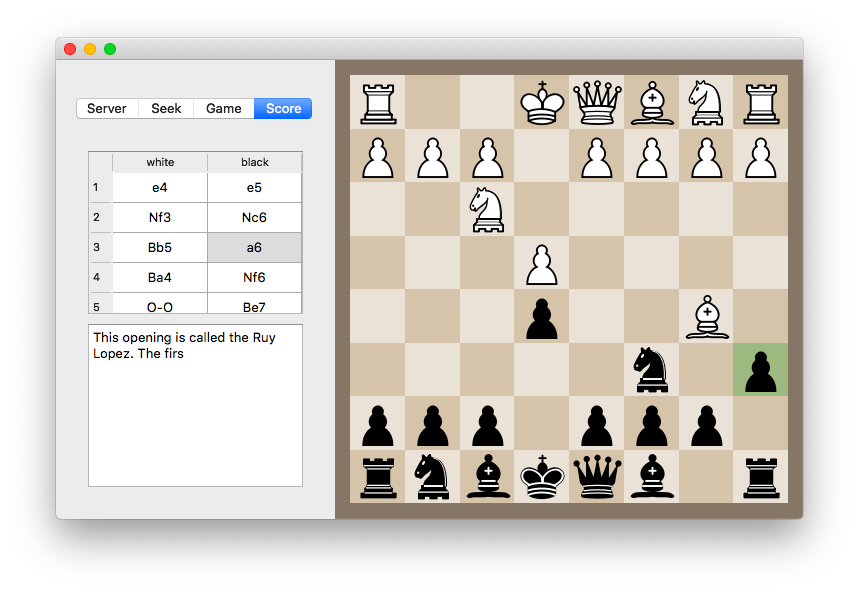 Server Seek Game Score
white black
1 e4 e5
2 Nf3 Nc6
3 Bb5 a6
4 Ba4 Nf6
5 O-O Be7
This opening is called the Ruy
Lopez. The firs